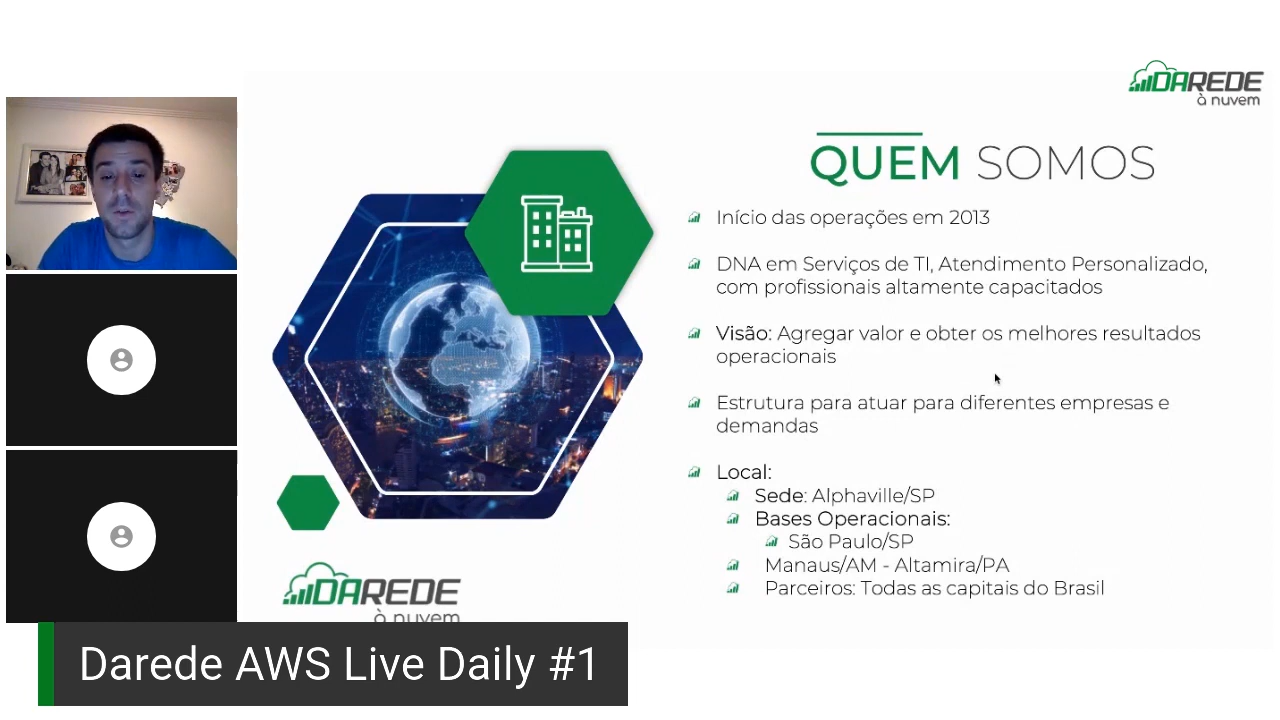 DAREDE
à nuvem
QUEM SOMOS
Início das operações em 2013
DNA em Serviços de TI, Atendimento Personalizado,
com profissionais altamente capacitados
Visão: Agregar valor e obter os melhores resultados
operacionais
Estrutura para atuar para diferentes empresas e
demandas
Local:
Sede: Alphaville/SP
Bases Operacionais:
São Paulo/SP
Manaus/AM - Altamira/PA
Parceiros: Todas as capitais do Brasil
DAREDE
à nuvem
Darede AWS Live Daily #1